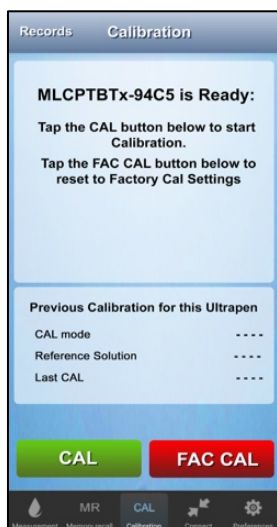 Records Calibration
MLCPTBTx-94C5 is Ready:
Tap the CAL button below to start
Calibration.
Tap the FAC CAL button below to
reset to Factory Cal Settings
Previous Calibration for this Ultrapen
CAL mode ----
Reference Solution ----
Last CAL ----
CAL FAC CAL
MR CAL
Measurement Memory recall Calibration Connect Preferences